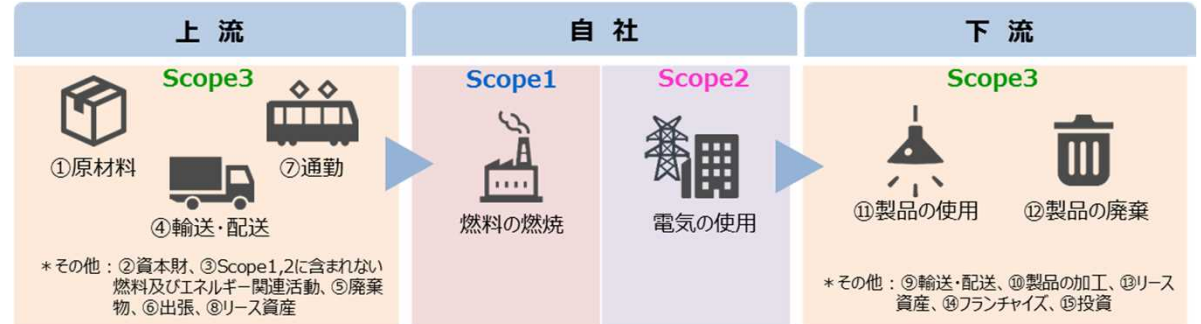 上 流
Scope3
①原材料
⑦通勤
④輸送・配送
＊その他：②資本財、③Scope1,2に含まれない
燃料及びエネルギー関連活動、⑤廃棄
物、⑥出張、⑧リース資産
自 社
Scope1
燃料の燃焼
Scope2
電気の使用
下 流
Scope3
⑪製品の使用
⑫製品の廃棄
＊その他：⑨輸送・配送、⑩製品の加工、⑬リース
資産、⑭フランチャイズ、⑮投資